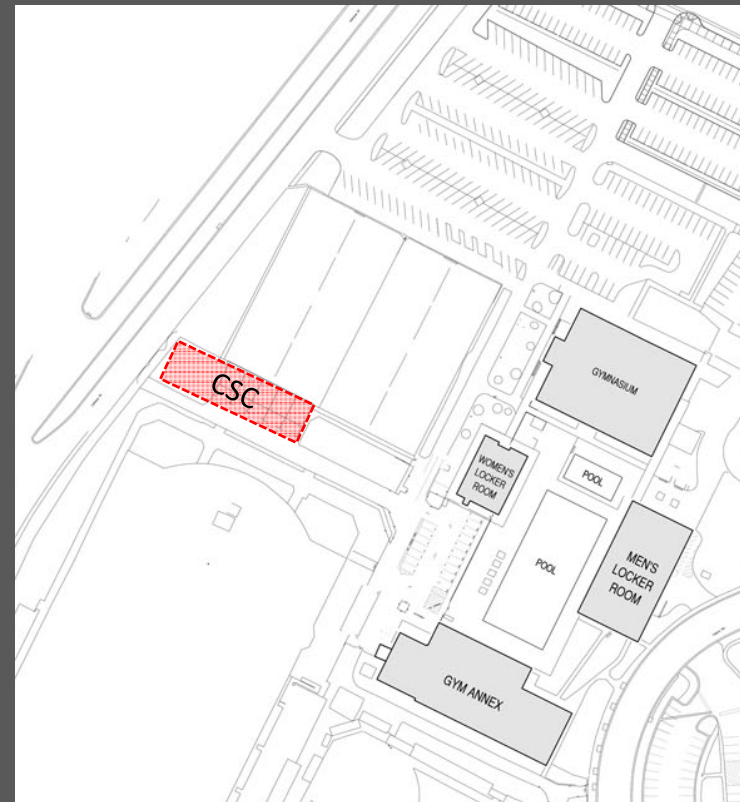 GYMNASIUM
CSC
WOMEN'S
LOCKER
ROOM
POOL
POOL
MEN'S
LOCKER
ROOM
GYM ANNEX